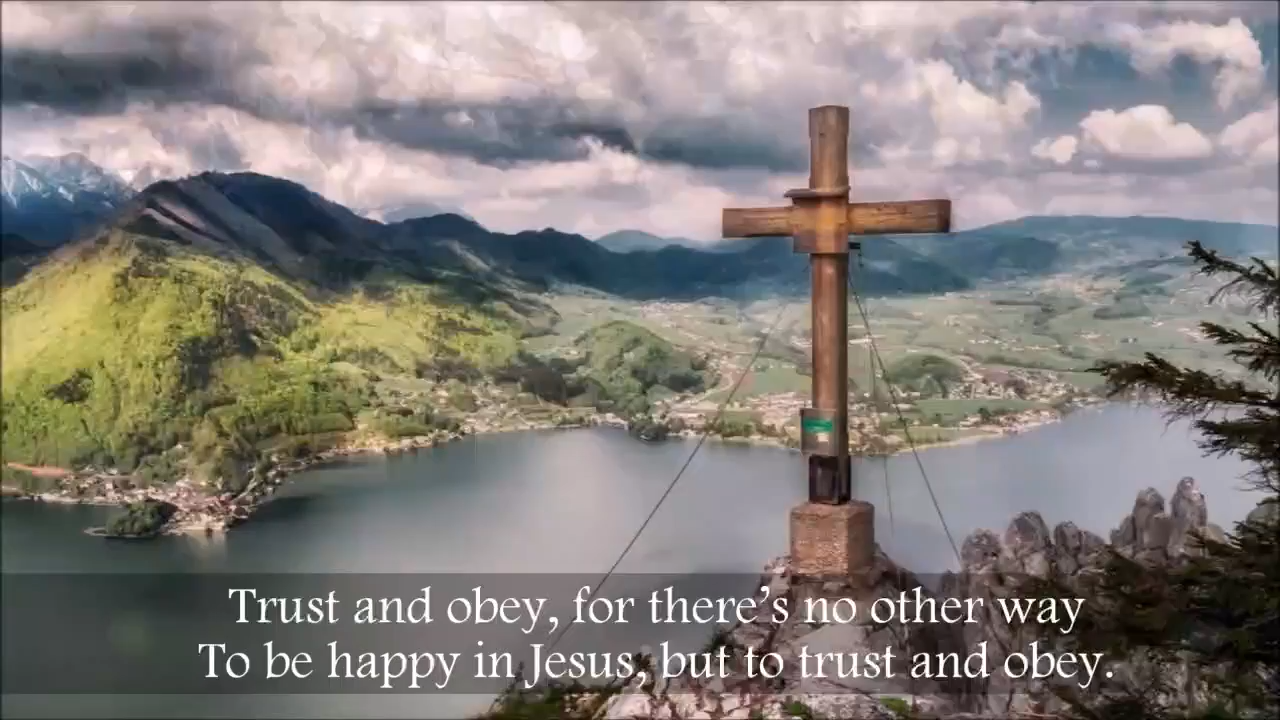 Trust and obey, for there's no other way
To be happy in Jesus, but to trust and obey.